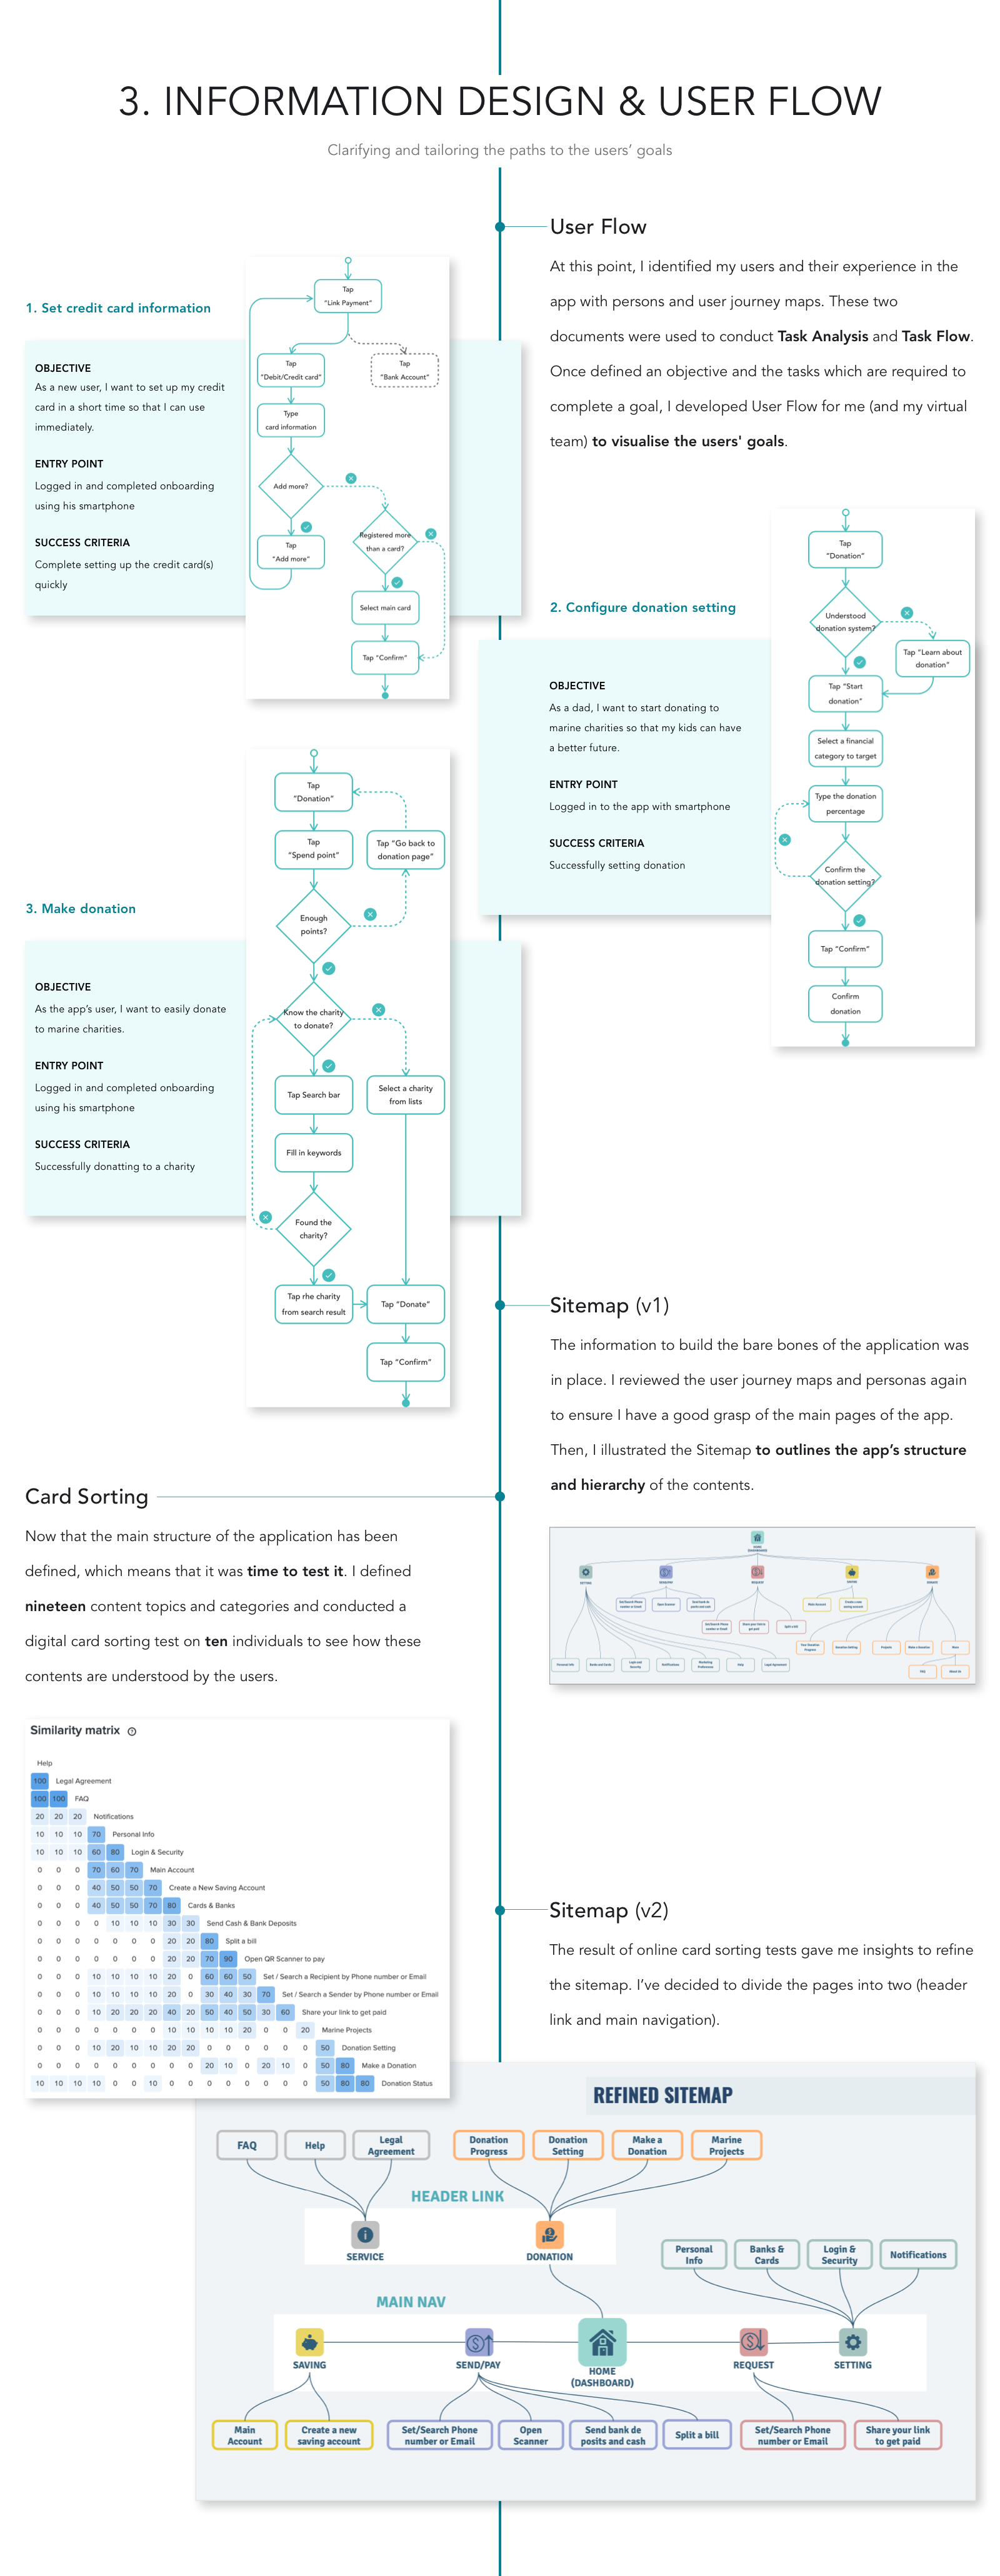 3. INFORMATION DESIGN & USER FLOW
Clarifying and tailoring the paths to the users' goals
User Flow
At this point, I identified my users and their experience in the
app with persons and user journey maps. These two
documents were used to conduct Task Analysis and Task Flow.
Once defined an objective and the tasks which are required to
complete a goal, I developed User Flow for me (and my virtual
team) to visualise the users' goals.
1. Set credit card information
OBJECTIVE
As a new user, I want to set up my credit
card in a short time so that I can use
immediately.
ENTRY POINT
Logged in and completed onboarding
using his smartphone
SUCCESS CRITERIA
Complete setting up the credit card(s)
quickly
Tap
"Link Payment"
Tap
"Debit/Credit card"
Tap
"Bank Account"
Type
card information
Add more?
Tap
"Add more"
Registered more
than a card?
Select main card
Tap "Confirm"
2. Configure donation setting
OBJECTIVE
As a dad, I want to start donating to
marine charities so that my kids can have
a better future.
ENTRY POINT
Logged in to the app with smartphone
SUCCESS CRITERIA
Successfully setting donation
Tap
"Donation"
Understood
donation system?
Tap "Learn about
donation"
Tap "Start
donation"
Select a financial
category to target
Type the donation
percentage
Confirm the
donation setting?
Tap "Confirm"
Confirm
donation
3. Make donation
OBJECTIVE
As the app's user, I want to easily donate
to marine charities.
ENTRY POINT
Logged in and completed onboarding
using his smartphone
SUCCESS CRITERIA
Successfully donatting to a charity
Tap
"Donation"
Tap
"Spend point"
Tap "Go back to
donation page"
Enough
points?
Know the charity
to donate?
Tap Search bar
Select a charity
from lists
Fill in keywords
Found the
charity?
Tap rhe charity
from search result
Tap "Donate"
Tap "Confirm"
Sitemap (v1)
The information to build the bare bones of the application was
in place. I reviewed the user journey maps and personas again
to ensure I have a good grasp of the main pages of the app.
Then, I illustrated the Sitemap to outlines the app's structure
and hierarchy of the contents.
Card Sorting
Now that the main structure of the application has been
defined, which means that it was time to test it. I defined
nineteen content topics and categories and conducted a
digital card sorting test on ten individuals to see how these
contents are understood by the users.
Similarity matrix
Help
100 Legal Agreement
100 100 FAQ
20 20 20 Notifications
10 10 10 70 Personal Info
10 10 10 60 80 Login & Security
0 0 0 70 60 70 Main Account
0 0 0 40 50 50 70 Create a New Saving Account
0 0 0 40 50 50 70 80 Cards & Banks
0 0 0 0 10 10 10 30 30 Send Cash & Bank Deposits
0 0 0 0 0 0 0 20 20 80 Split a bill
0 0 0 0 0 0 0 20 20 70 90 Open QR Scanner to pay
0 0 0 10 10 10 10 20 0 60 60 50 Set / Search a Recipient by Phone number or Email
0 0 0 10 10 10 10 20 0 30 40 30 70 Set / Search a Sender by Phone number or Email
0 0 0 10 20 20 20 40 20 50 40 50 30 60 Share your link to get paid
0 0 0 0 0 0 0 10 10 10 10 20 0 0 20 Marine Projects
0 0 0 10 20 10 10 20 20 0 0 0 0 0 0 50 Donation Setting
0 0 0 0 0 0 0 0 0 20 10 0 20 10 0 50 80 Make a Donation
10 10 10 10 0 0 10 0 0 0 0 0 0 0 0 50 80 80 Donation Status
Sitemap (v2)
The result of online card sorting tests gave me insights to refine
the sitemap. I've decided to divide the pages into two (header
link and main navigation).
REFINED SITEMAP
FAQ
Help
Legal
Agreement
Donation
Progress
Donation
Setting
Make a
Donation
Marine
Projects
HEADER LINK
SERVICE
DONATION
Personal
Info
Banks &
Cards
Login &
Security
Notifications
MAIN NAV
SAVING
SEND/PAY
HOME
(DASHBOARD)
REQUEST
SETTING
Main
Account
Create a new
saving account
Set/Search Phone
number or Email
Open
Scanner
Send bank de
posits and cash
Split a bill
Set/Search Phone
number or Email
Share your link
to get paid